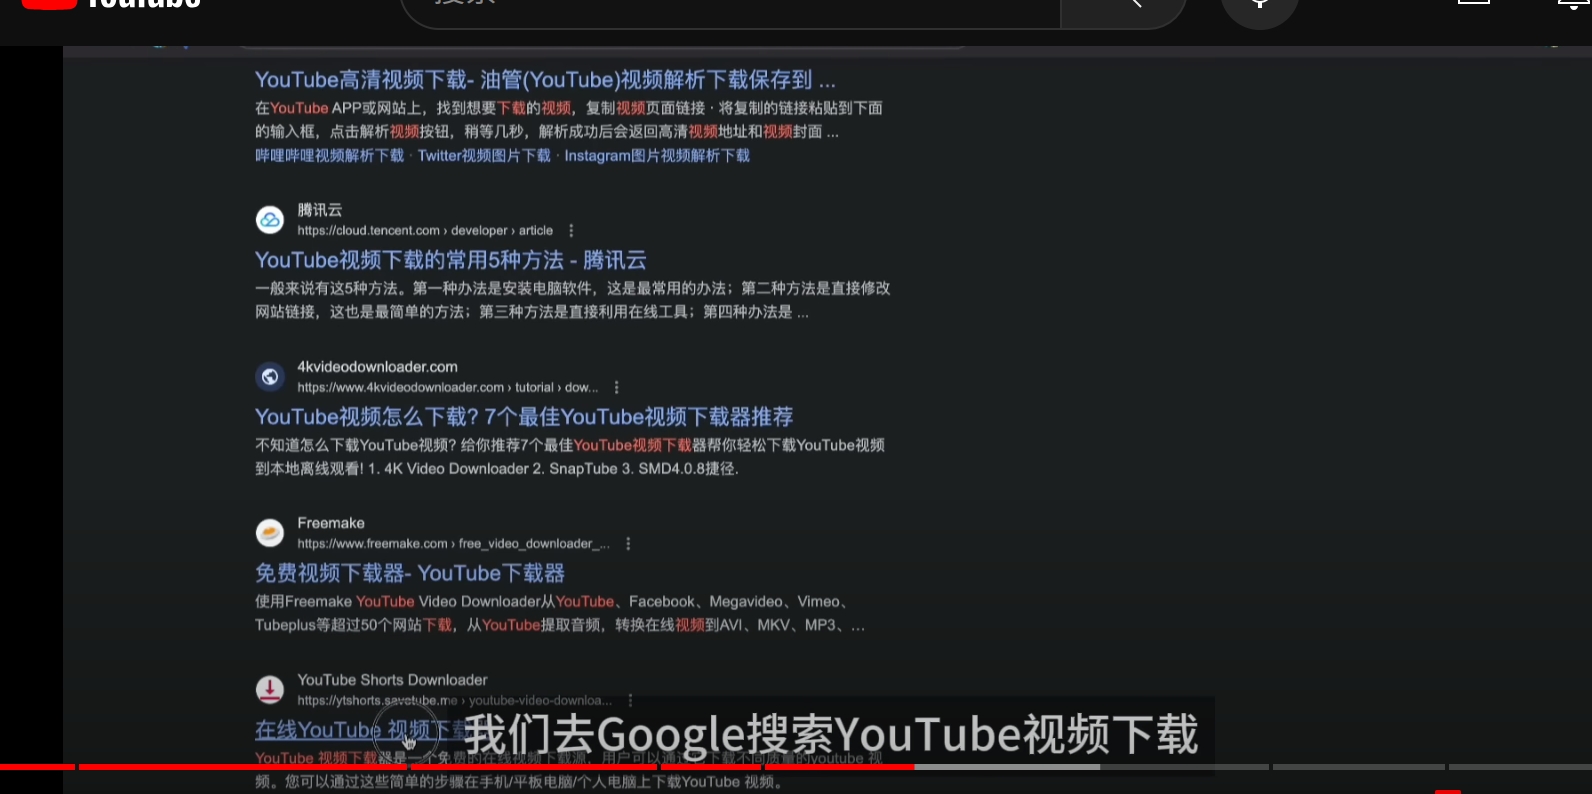 YouTube
搜索
YouTube高清视频下载- 油管(YouTube)视频解析下载保存到 ...
在YouTube APP或网站上，找到想要下载的视频，复制视频页面链接 · 将复制的链接粘贴到下面
的输入框，点击解析视频按钮，稍等几秒，解析成功后会返回高清视频地址和视频封面 ...
哔哩哔哩视频解析下载 · Twitter视频图片下载 · Instagram图片视频解析下载
腾讯云
https://cloud.tencent.com › developer › article
YouTube视频下载的常用5种方法 - 腾讯云
一般来说有这5种方法。第一种办法是安装电脑软件，这是最常用的办法；第二种方法是直接修改
网站链接，这也是最简单的方法；第三种方法是直接利用在线工具；第四种办法是 ...
4kvideodownloader.com
https://www.4kvideodownloader.com › tutorial › dow...
YouTube视频怎么下载? 7个最佳YouTube视频下载器推荐
不知道怎么下载YouTube视频? 给你推荐7个最佳YouTube视频下载器帮你轻松下载YouTube视频
到本地离线观看! 1. 4K Video Downloader 2. SnapTube 3. SMD4.0.8捷径.
Freemake
https://www.freemake.com › free_video_downloader_...
免费视频下载器- YouTube下载器
使用Freemake YouTube Video Downloader从YouTube、Facebook、Megavideo、Vimeo、
Tubeplus等超过50个网站下载，从YouTube提取音频，转换在线视频到AVI、MKV、MP3、...
YouTube Shorts Downloader
https://ytshorts.savetube.me › youtube-video-downloa...
在线YouTube 视频下载
我们去Google搜索YouTube视频下载
YouTube 视频下载器是一个免费的在线视频下载源，用户可以通过它下载不同质量的youtube 视
频。您可以通过这些简单的步骤在手机/平板电脑/个人电脑上下载YouTube 视频。